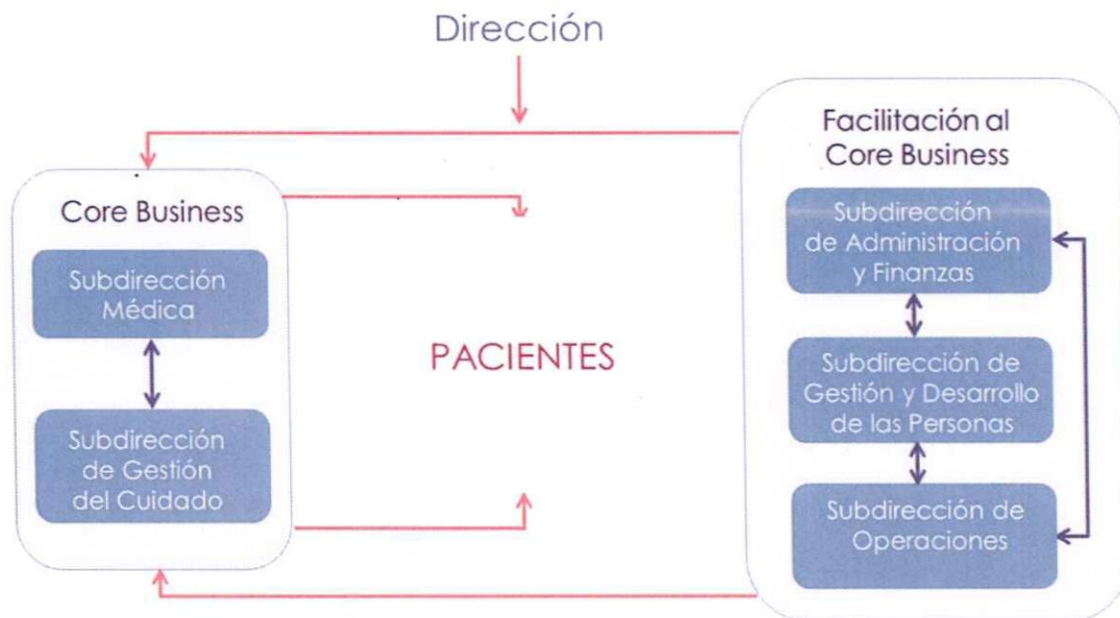 Dirección
Core Business
Subdirección
Médica
Subdirección
de Gestión
del Cuidado
PACIENTES
Facilitación al
Core Business
Subdirección
de Administración
y Finanzas
Subdirección de
Gestión y Desarrollo
de las Personas
Subdirección de
Operaciones